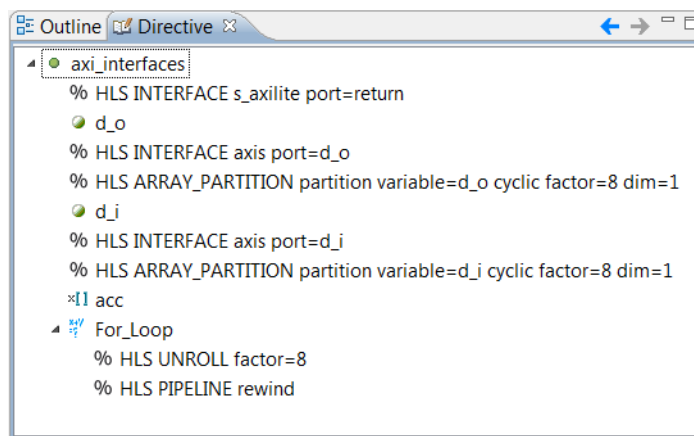 Outline Directive
axi_interfaces
% HLS INTERFACE s_axilite port=return
d_o
% HLS INTERFACE axis port=d_o
% HLS ARRAY_PARTITION partition variable=d_o cyclic factor=8 dim=1
d_i
% HLS INTERFACE axis port=d_i
% HLS ARRAY_PARTITION partition variable=d_i cyclic factor=8 dim=1
×[] acc
For_Loop
% HLS UNROLL factor=8
% HLS PIPELINE rewind